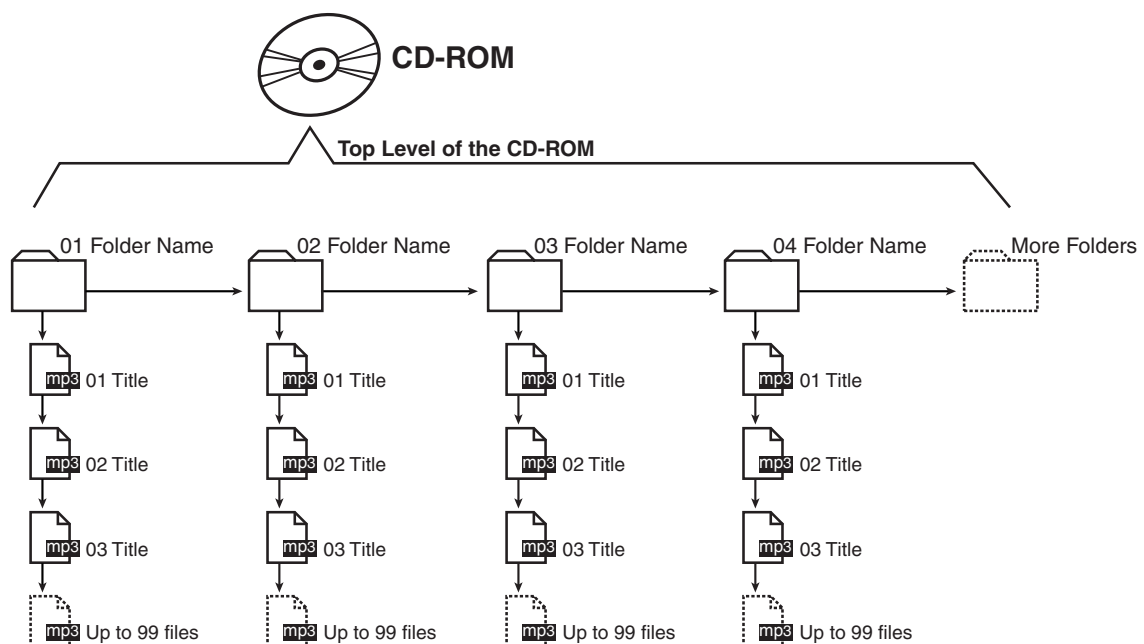 CD-ROM
Top Level of the CD-ROM
01 Folder Name 02 Folder Name 03 Folder Name 04 Folder Name More Folders
mp3 01 Title mp3 01 Title mp3 01 Title mp3 01 Title
mp3 02 Title mp3 02 Title mp3 02 Title mp3 02 Title
mp3 03 Title mp3 03 Title mp3 03 Title mp3 03 Title
mp3 Up to 99 files mp3 Up to 99 files mp3 Up to 99 files mp3 Up to 99 files